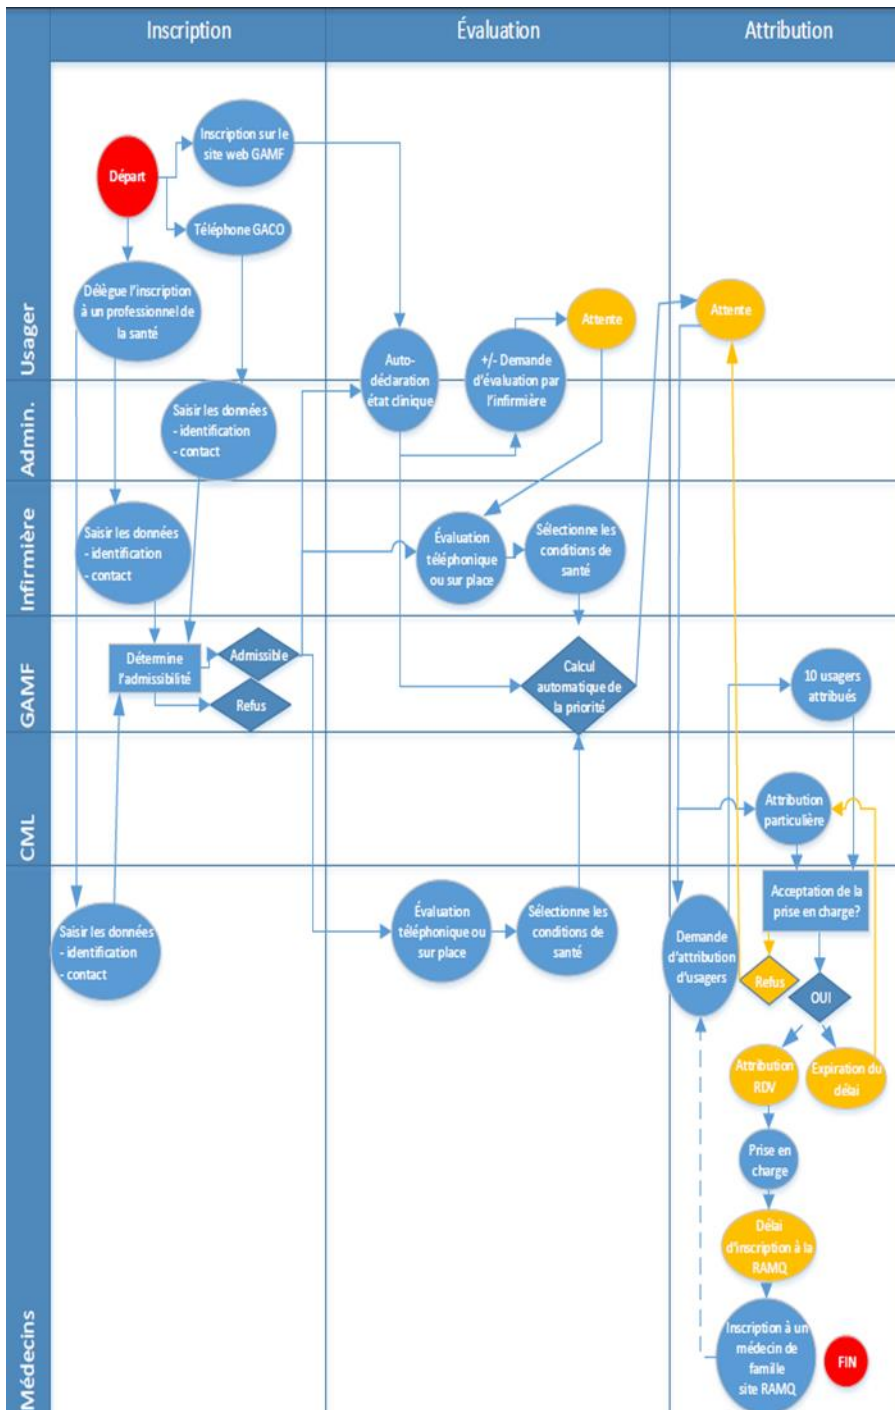 Inscription
Évaluation
Attribution
Usager
Départ
Inscription sur le
site web GAMF
Téléphone GACO
Délègue l'inscription
à un professionnel de
la santé
Auto-
déclaration
état clinique
+/- Demande
d'évaluation par
l'infirmière
Attente
Attente
Admin.
Saisir les données
- identification
- contact
Infirmière
Saisir les données
- identification
- contact
Évaluation
téléphonique
ou sur place
Sélectionne les
conditions de
santé
GAMF
Détermine
l'admissibilité
Admissible
Refus
Calcul
automatique de
la priorité
10 usagers
attribués
CML
Attribution
particulière
Médecins
Saisir les données
- identification
- contact
Évaluation
téléphonique ou
sur place
Sélectionne les
conditions de
santé
Demande
d'attribution
d'usagers
Acceptation de la
prise en charge?
Refus
OUI
Attribution
RDV
Expiration du
délai
Prise en
charge
Délai
d'inscription à la
RAMQ
Inscription à un
médecin de
famille
site RAMQ
FIN